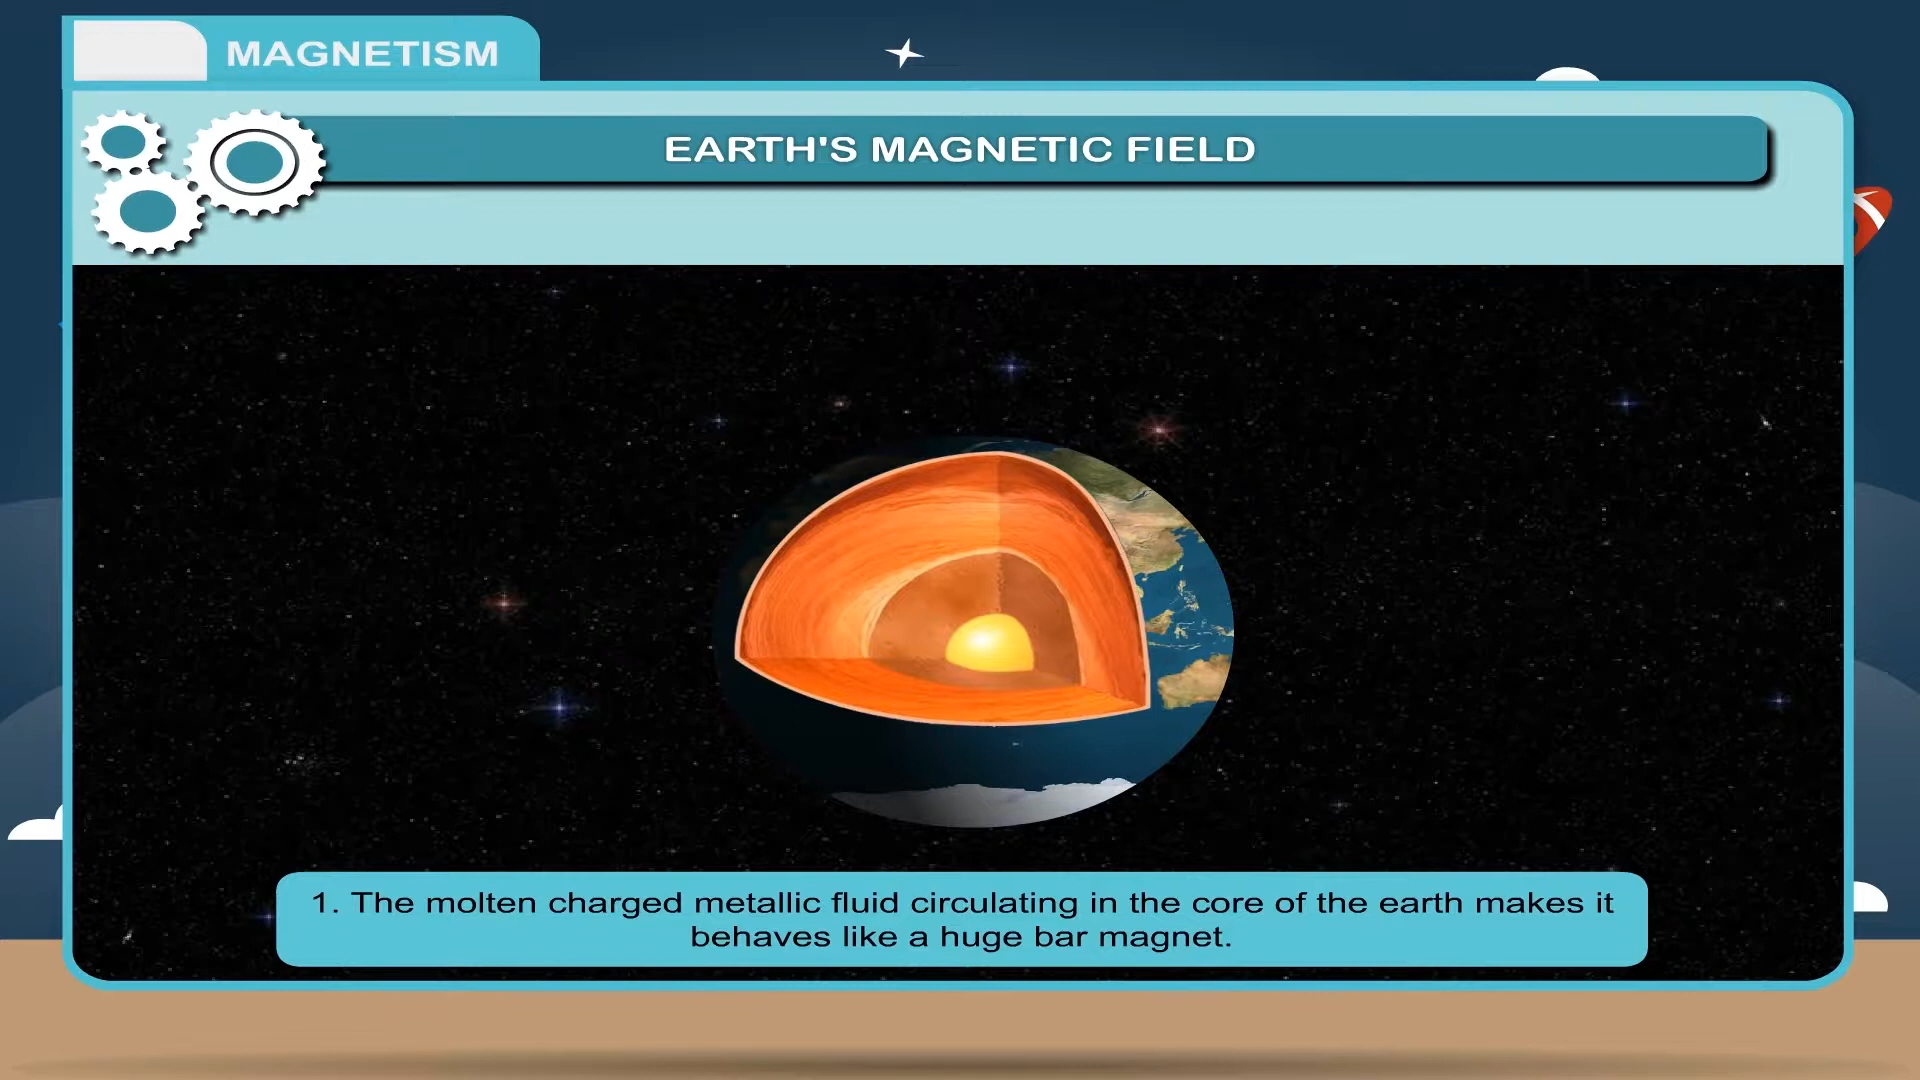 MAGNETISM
EARTH'S MAGNETIC FIELD
1. The molten charged metallic fluid circulating in the core of the earth makes it
behaves like a huge bar magnet.